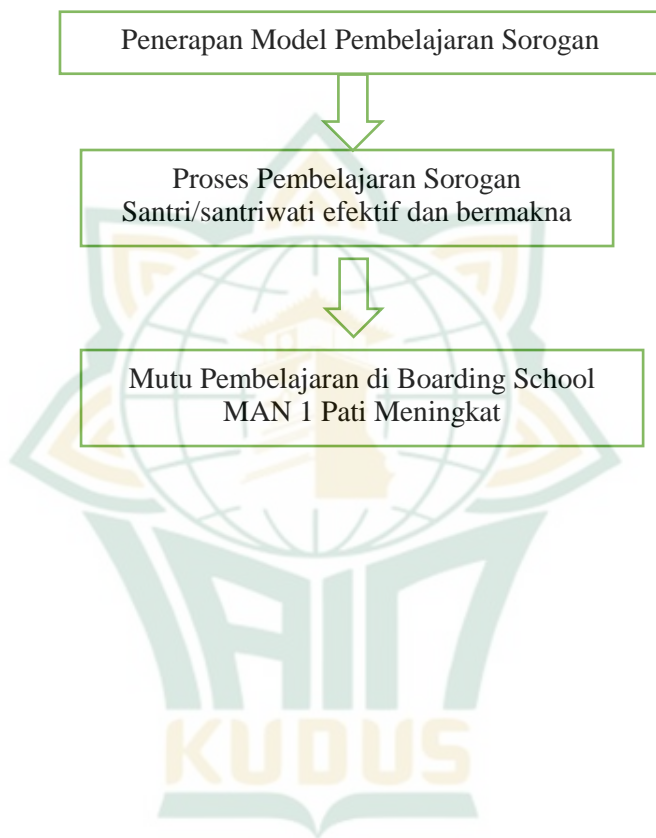 Penerapan Model Pembelajaran Sorogan
Proses Pembelajaran Sorogan
Santri/santriwati efektif dan bermakna
Mutu Pembelajaran di Boarding School
MAN 1 Pati Meningkat
IAIN
KUDUS